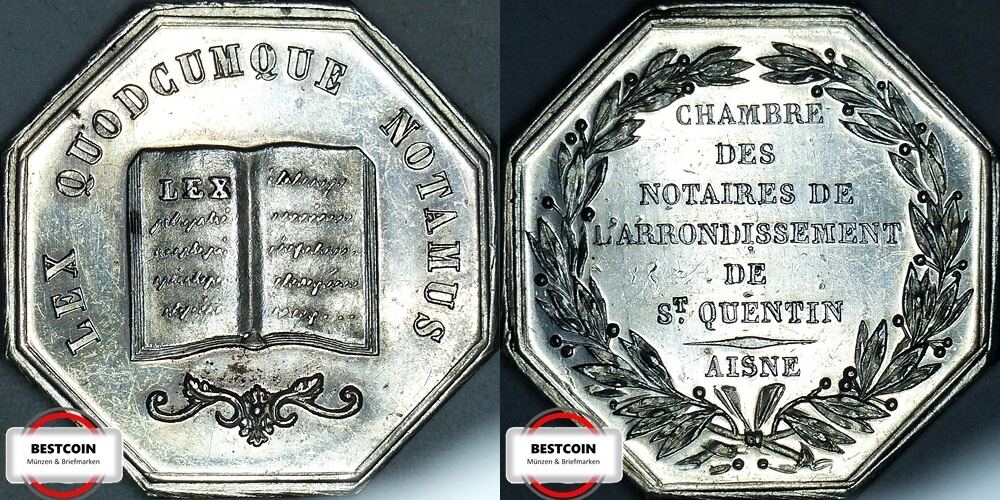 LEX QUODCUMQUE NOTAMUS
LEX
BESTCOIN
Münzen & Briefmarken
CHAMBRE
DES
NOTAIRES DE
L'ARRONDISSEMENT
DE
ST. QUENTIN
AISNE
BESTCOIN
Münzen & Briefmarken